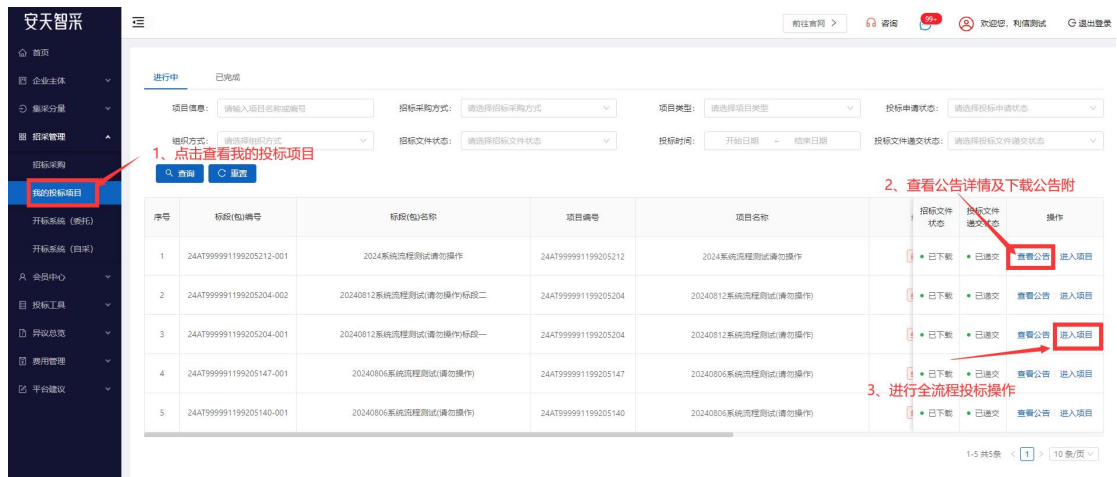 安天智采
前往官网 >
咨询
99+
欢迎您, 利信测试
退出登录
首页
企业主体
集采分量
招采管理
招标采购
我的投标项目
开标系统（委托）
开标系统（自采）
会员中心
投标工具
异议总览
费用管理
平台建议
进行中 已完成
项目信息: 请输入项目名称或编号 招标采购方式: 请选择招标采购方式 项目类型: 请选择项目类型 投标申请状态: 请选择投标申请状态
组织方式: 请选择组织方式 招标文件状态: 请选择招标文件状态 投标时间: 开始日期 ~ 结束日期 投标文件递交状态: 请选择投标文件递交状态
1、点击查看我的投标项目
查询 重置
2、查看公告详情及下载公告附
序号 标段(包)编号 标段(包)名称 项目编号 项目名称 招标文件状态 投标文件递交状态 操作
1 24AT999991199205212-001 2024系统流程测试请勿操作 24AT999991199205212 2024系统流程测试请勿操作 已下载 已递交 查看公告 进入项目
2 24AT999991199205204-002 20240812系统流程测试(请勿操作)标段二 24AT999991199205204 20240812系统流程测试(请勿操作) 已下载 已递交 查看公告 进入项目
3 24AT999991199205204-001 20240812系统流程测试(请勿操作)标段一 24AT999991199205204 20240812系统流程测试(请勿操作) 已下载 已递交 查看公告 进入项目
4 24AT999991199205147-001 20240806系统流程测试(请勿操作) 24AT999991199205147 20240806系统流程测试(请勿操作) 已下载 已递交 查看公告 进入项目
3、进行全流程投标操作
5 24AT999991199205140-001 20240806系统流程测试(请勿操作) 24AT999991199205140 20240806系统流程测试(请勿操作) 已下载 已递交 查看公告 进入项目
1-5 共5条 < 1 > 10 条/页